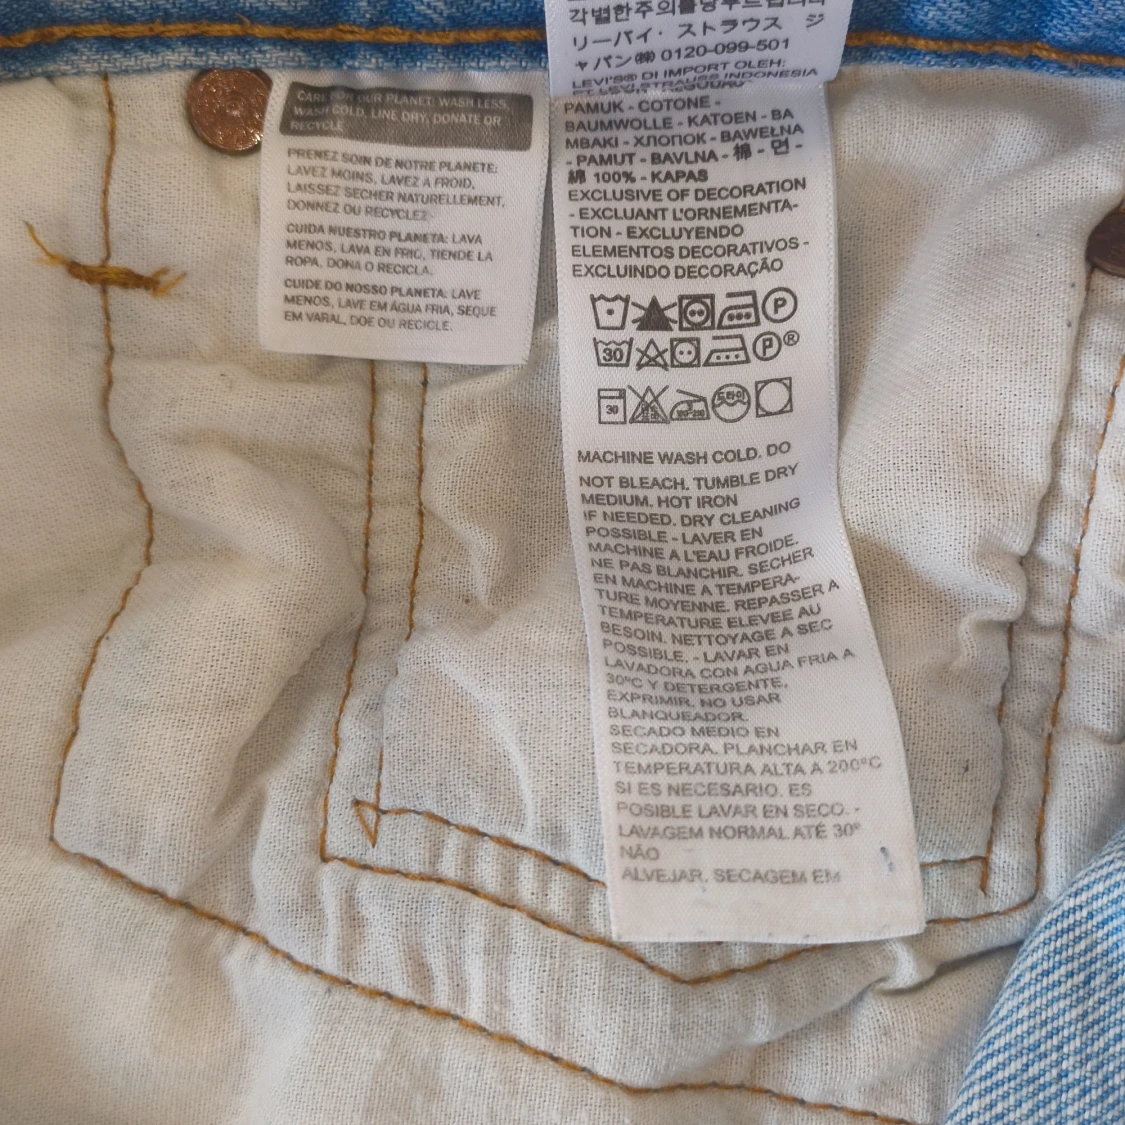 각별한주의를
リーバイ・ストラウス ジ
ャパン㈱ 0120-099-501
LEVI'S® DI IMPORT OLEH:
PT LEVI STRAUSS INDONESIA
CARE FOR OUR PLANET: WASH LESS,
WASH COLD, LINE DRY, DONATE OR
RECYCLE
PRENEZ SOIN DE NOTRE PLANETE:
LAVEZ MOINS, LAVEZ A FROID,
LAISSEZ SECHER NATURELLEMENT,
DONNEZ OU RECYCLEZ
CUIDA NUESTRO PLANETA: LAVA
MENOS, LAVA EN FRIO, TIENDE LA
ROPA, DONA O RECICLA.
CUIDE DO NOSSO PLANETA: LAVE
MENOS, LAVE EM ÁGUA FRIA, SEQUE
EM VARAL, DOE OU RECICLE.
PAMUK - COTONE -
BAUMWOLLE - KATOEN - BA
MBAKI - ХЛОПОК - BAWEŁNA
- PAMUT - BAVLNA - 棉 - 면 -
綿 100% - KAPAS
EXCLUSIVE OF DECORATION
- EXCLUANT L'ORNEMENTA-
TION - EXCLUYENDO
ELEMENTOS DECORATIVOS -
EXCLUINDO DECORAÇÃO
P
30 P®
30 드라이
MACHINE WASH COLD. DO
NOT BLEACH. TUMBLE DRY
MEDIUM. HOT IRON
IF NEEDED. DRY CLEANING
POSSIBLE - LAVER EN
MACHINE A L'EAU FROIDE.
NE PAS BLANCHIR. SECHER
EN MACHINE A TEMPERA-
TURE MOYENNE. REPASSER A
TEMPERATURE ELEVEE AU
BESOIN. NETTOYAGE A SEC
POSSIBLE. - LAVAR EN
LAVADORA CON AGUA FRIA A
30ºC Y DETERGENTE.
EXPRIMIR. NO USAR
BLANQUEADOR.
SECADO MEDIO EN
SECADORA. PLANCHAR EN
TEMPERATURA ALTA A 200ºC
SI ES NECESARIO. ES
POSIBLE LAVAR EN SECO. -
LAVAGEM NORMAL ATÉ 30º
NÃO
ALVEJAR. SECAGEM EM